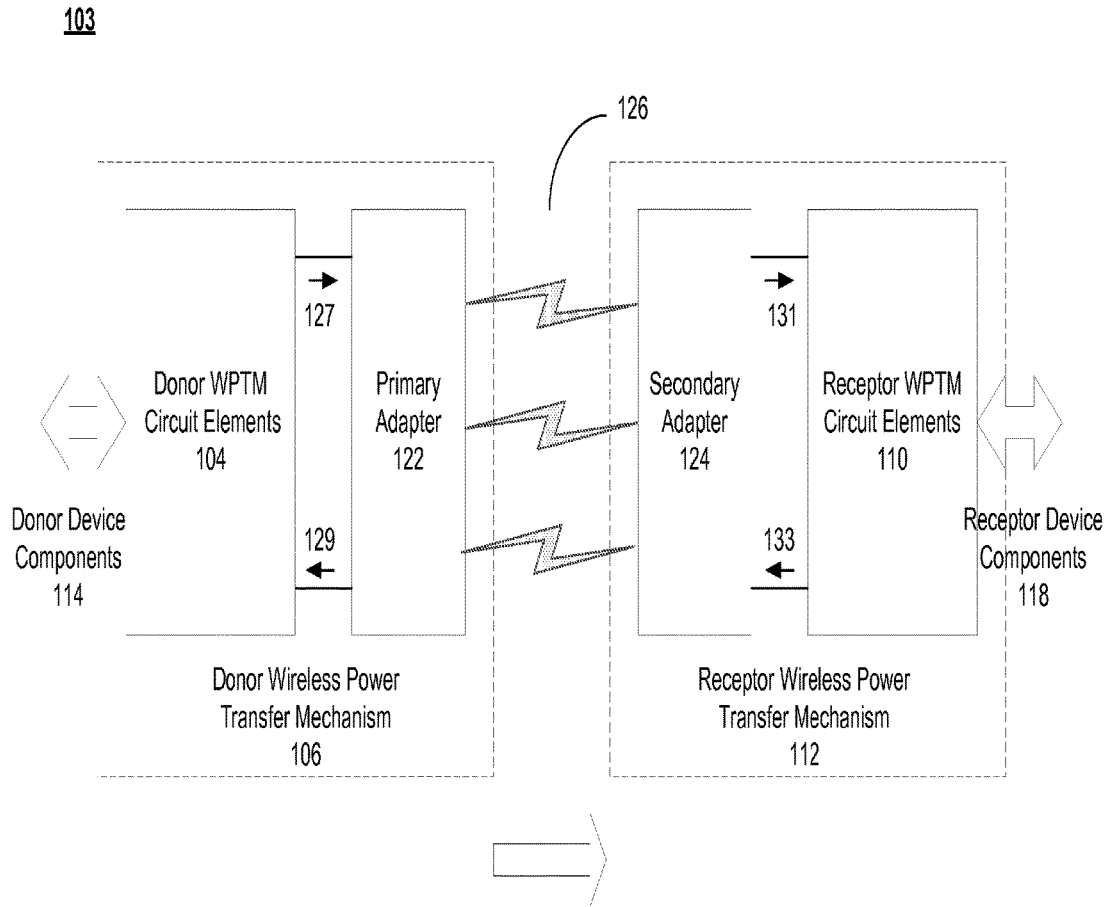 103
126
127
131
Donor WPTM
Circuit Elements
104
Primary
Adapter
122
Secondary
Adapter
124
Receptor WPTM
Circuit Elements
110
Donor Device
Components
114
129
133
Receptor Device
Components
118
Donor Wireless Power
Transfer Mechanism
106
Receptor Wireless Power
Transfer Mechanism
112